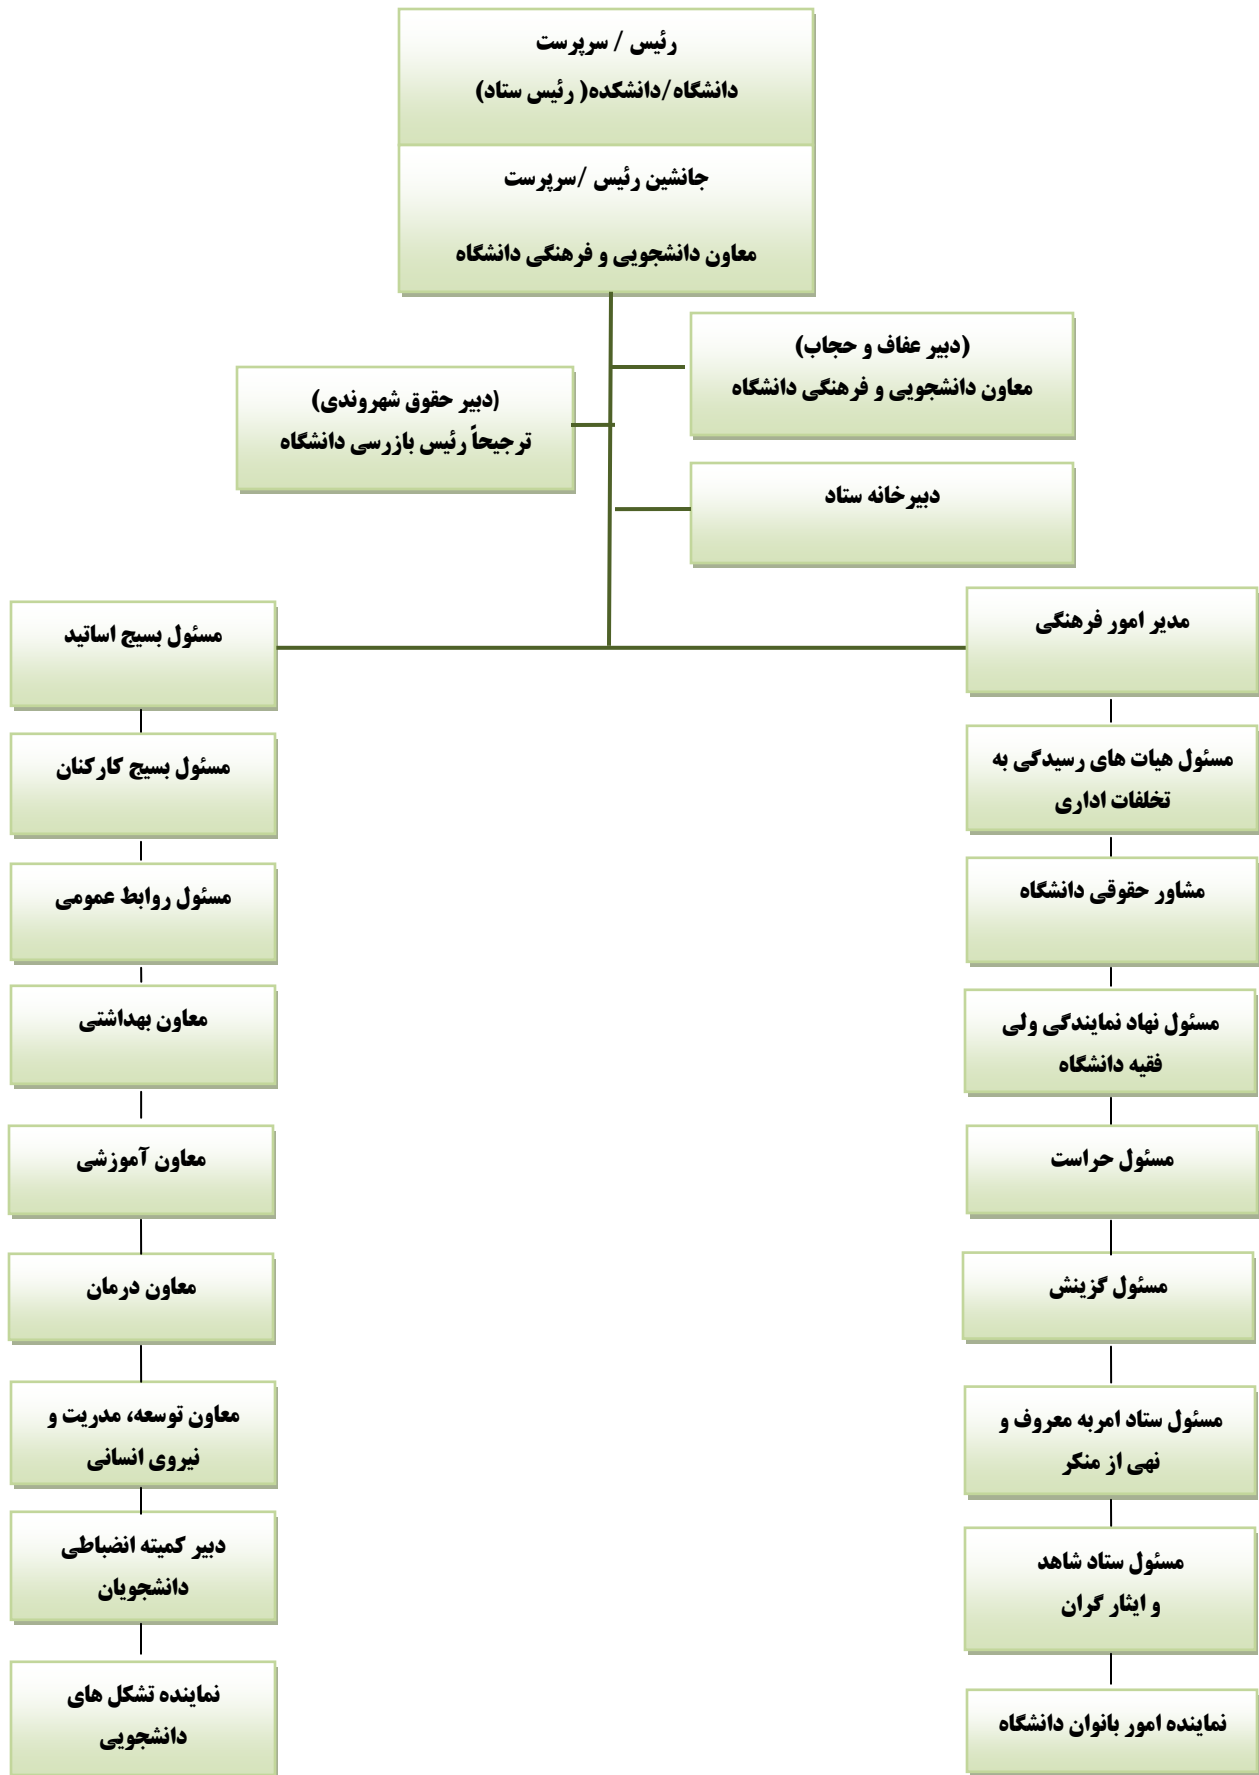 رئیس / سرپرست
دانشگاه/دانشکده( رئیس ستاد)
جانشین رئیس /سرپرست
معاون دانشجویی و فرهنگی دانشگاه
(دبیر عفاف و حجاب)
معاون دانشجویی و فرهنگی دانشگاه
(دبیر حقوق شهروندی)
ترجیحاً رئیس بازرسی دانشگاه
دبیرخانه ستاد
مدیر امور فرهنگی
مسئول هیات های رسیدگی به
تخلفات اداری
مشاور حقوقی دانشگاه
مسئول نهاد نمایندگی ولی
فقیه دانشگاه
مسئول حراست
مسئول گزینش
مسئول ستاد امربه معروف و
نهی از منکر
مسئول ستاد شاهد
و ایثار گران
نماینده امور بانوان دانشگاه
مسئول بسیج اساتید
مسئول بسیج کارکنان
مسئول روابط عمومی
معاون بهداشتی
معاون آموزشی
معاون درمان
معاون توسعه، مدریت و
نیروی انسانی
دبیر کمیته انضباطی
دانشجویان
نماینده تشکل های
دانشجویی